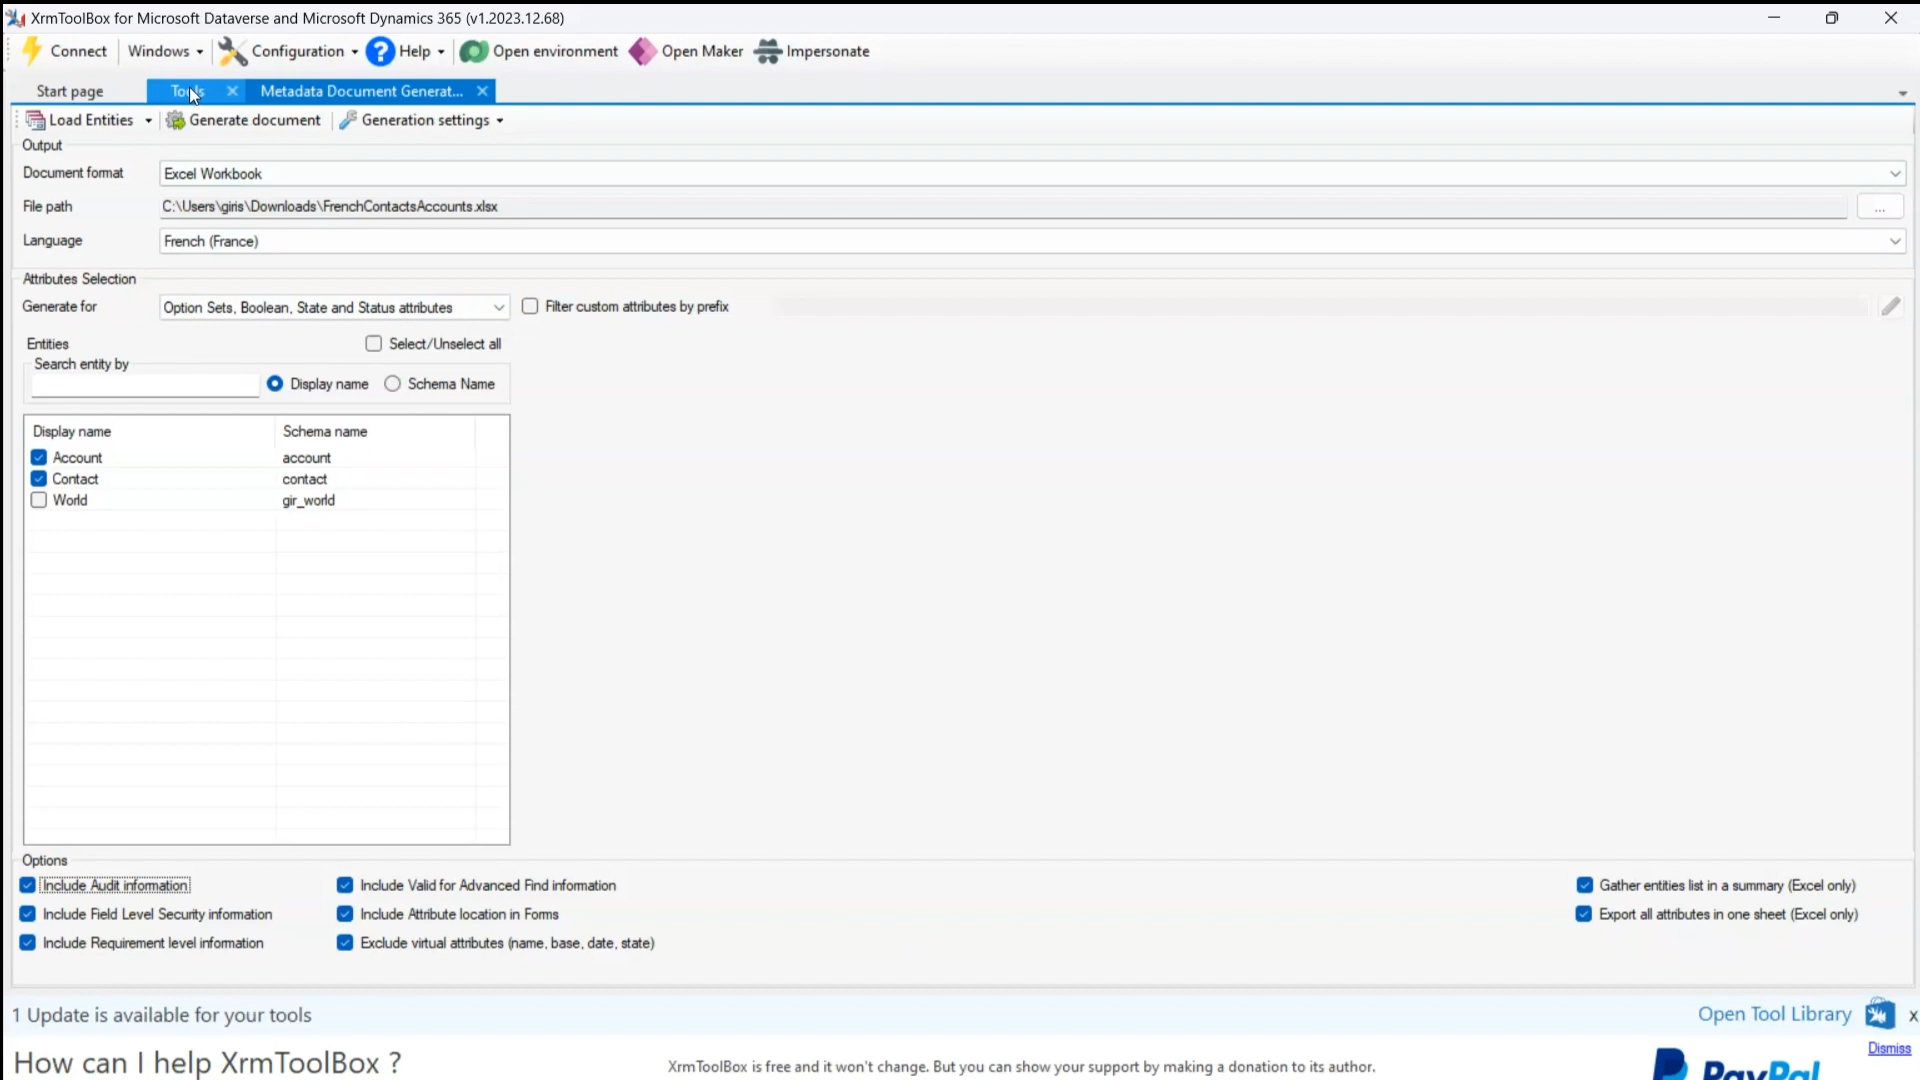 XrmToolBox for Microsoft Dataverse and Microsoft Dynamics 365 (v1.2023.12.68)
Connect Windows Configuration Help Open environment Open Maker Impersonate
Start page Tools Metadata Document Generat...
Load Entities Generate document Generation settings
Output
Document format Excel Workbook
File path C:\Users\giris\Downloads\FrenchContactsAccounts.xlsx ...
Language French (France)
Attributes Selection
Generate for Option Sets, Boolean, State and Status attributes Filter custom attributes by prefix
Entities Select/Unselect all
Search entity by
Display name Schema Name
Display name Schema name
Account account
Contact contact
World gir_world
Options
Include Audit information Include Valid for Advanced Find information Gather entities list in a summary (Excel only)
Include Field Level Security information Include Attribute location in Forms Export all attributes in one sheet (Excel only)
Include Requirement level information Exclude virtual attributes (name, base, date, state)
1 Update is available for your tools Open Tool Library x
Dismiss
How can I help XrmToolBox ? XrmToolBox is free and it won't change. But you can show your support by making a donation to its author. PayPal